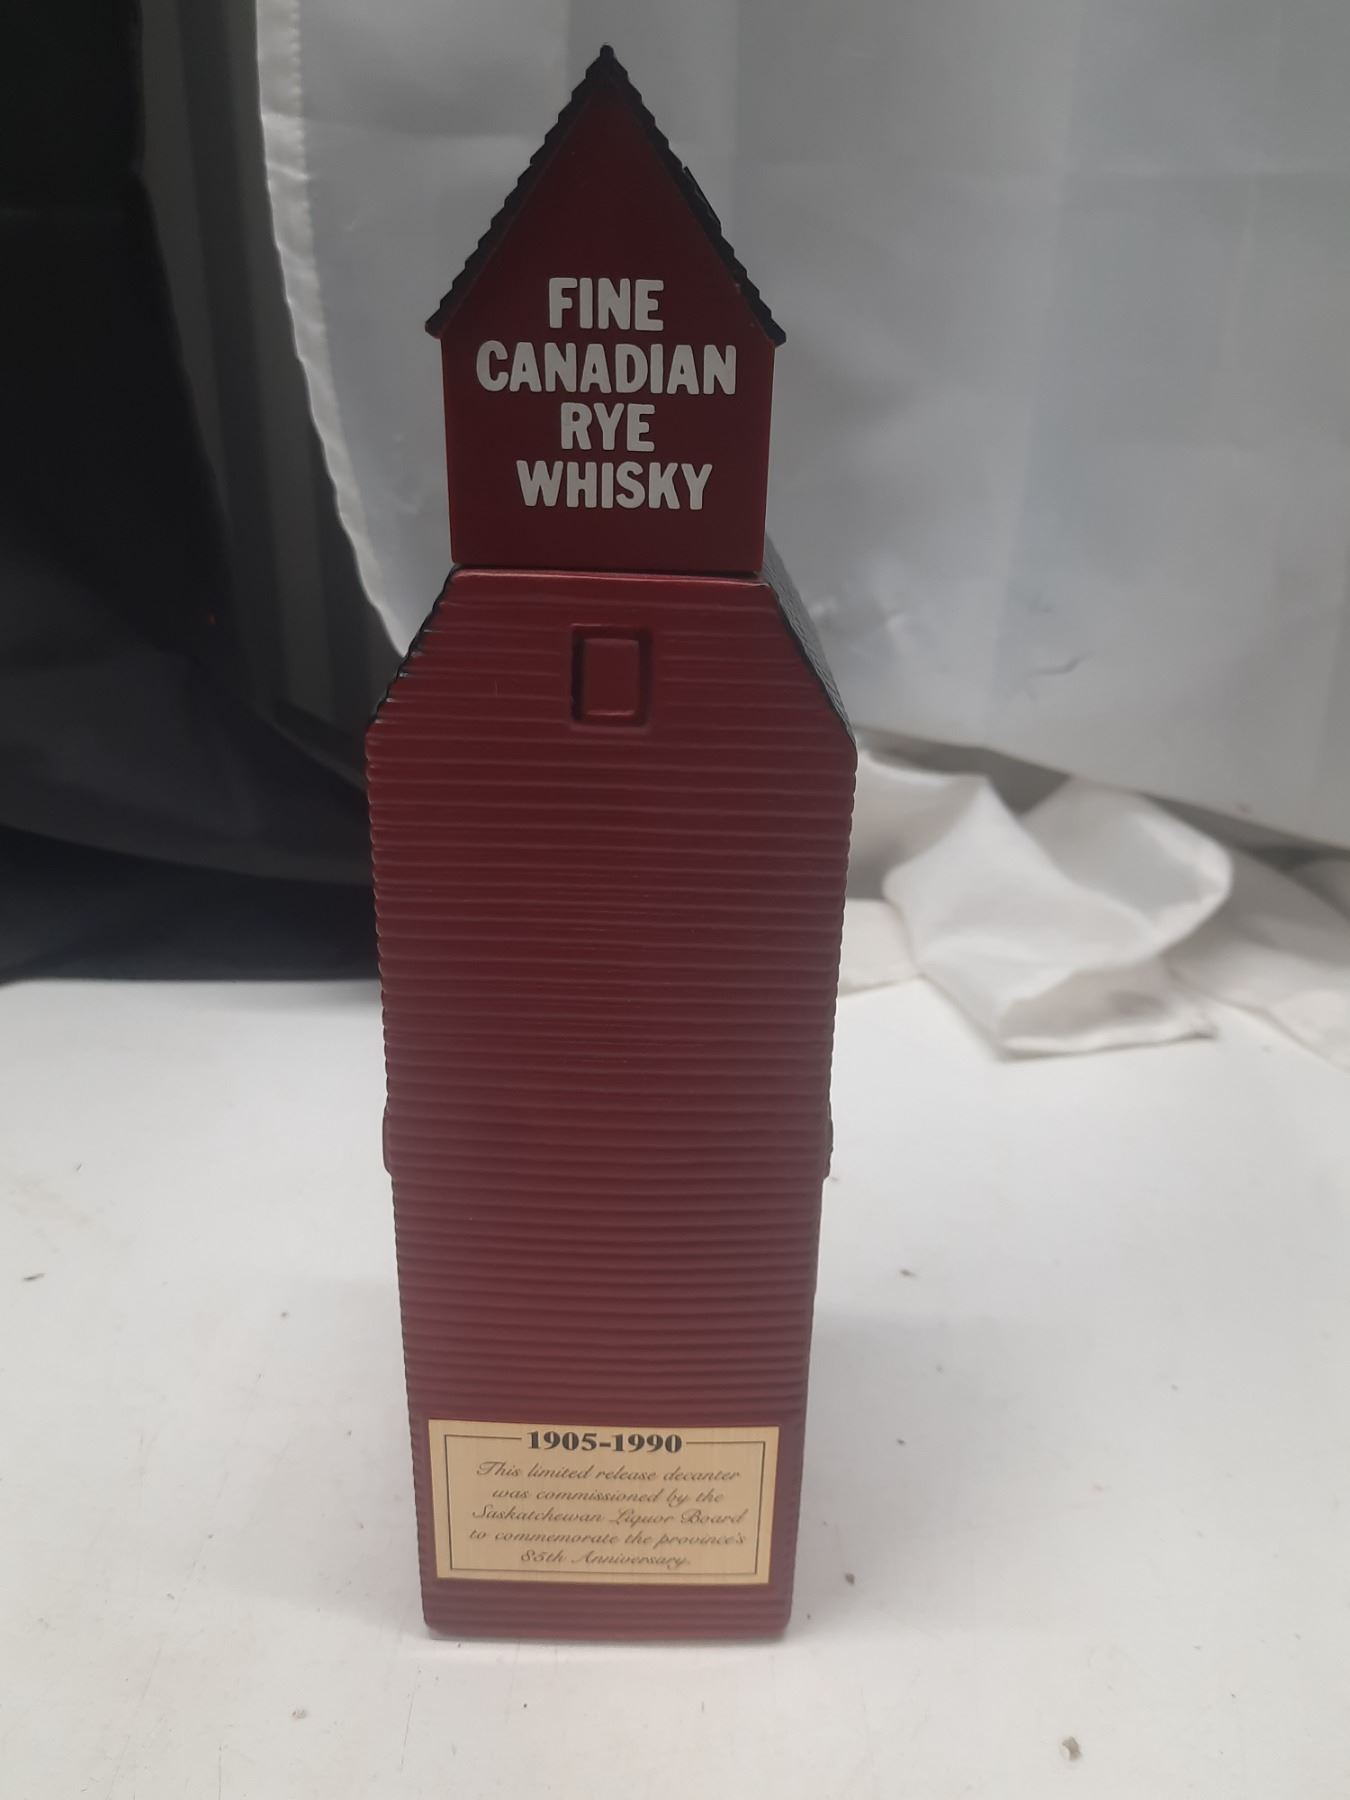 FINE
CANADIAN
RYE
WHISKY
1905-1990
This limited release decanter
was commissioned by the
Saskatchewan Liquor Board
to commemorate the province's
85th Anniversary.